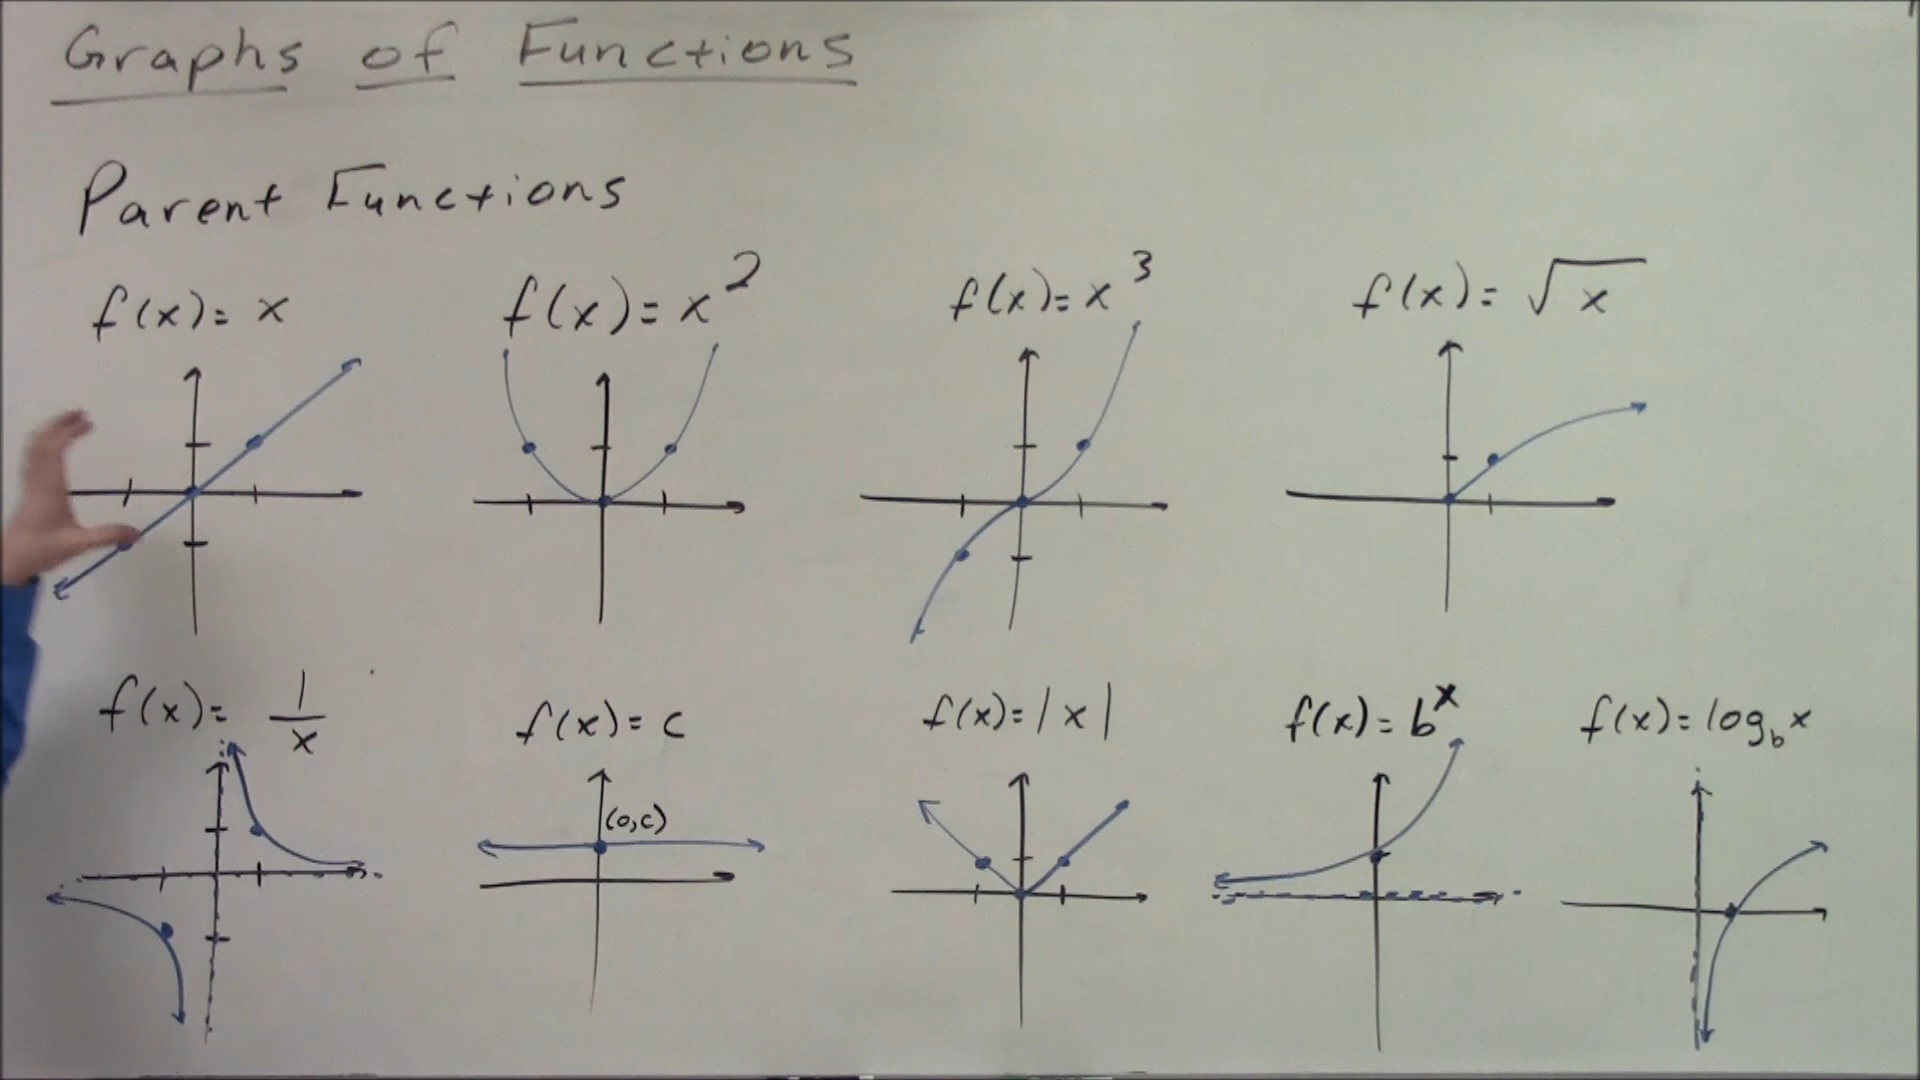 Graphs of Functions
Parent Functions
f(x)= x
f(x)= x²
f(x)= x³
f(x)= √x
f(x)= 1/x
f(x)= c
f(x)= |x|
f(x)= bˣ
f(x)= log_b x
(0,c)